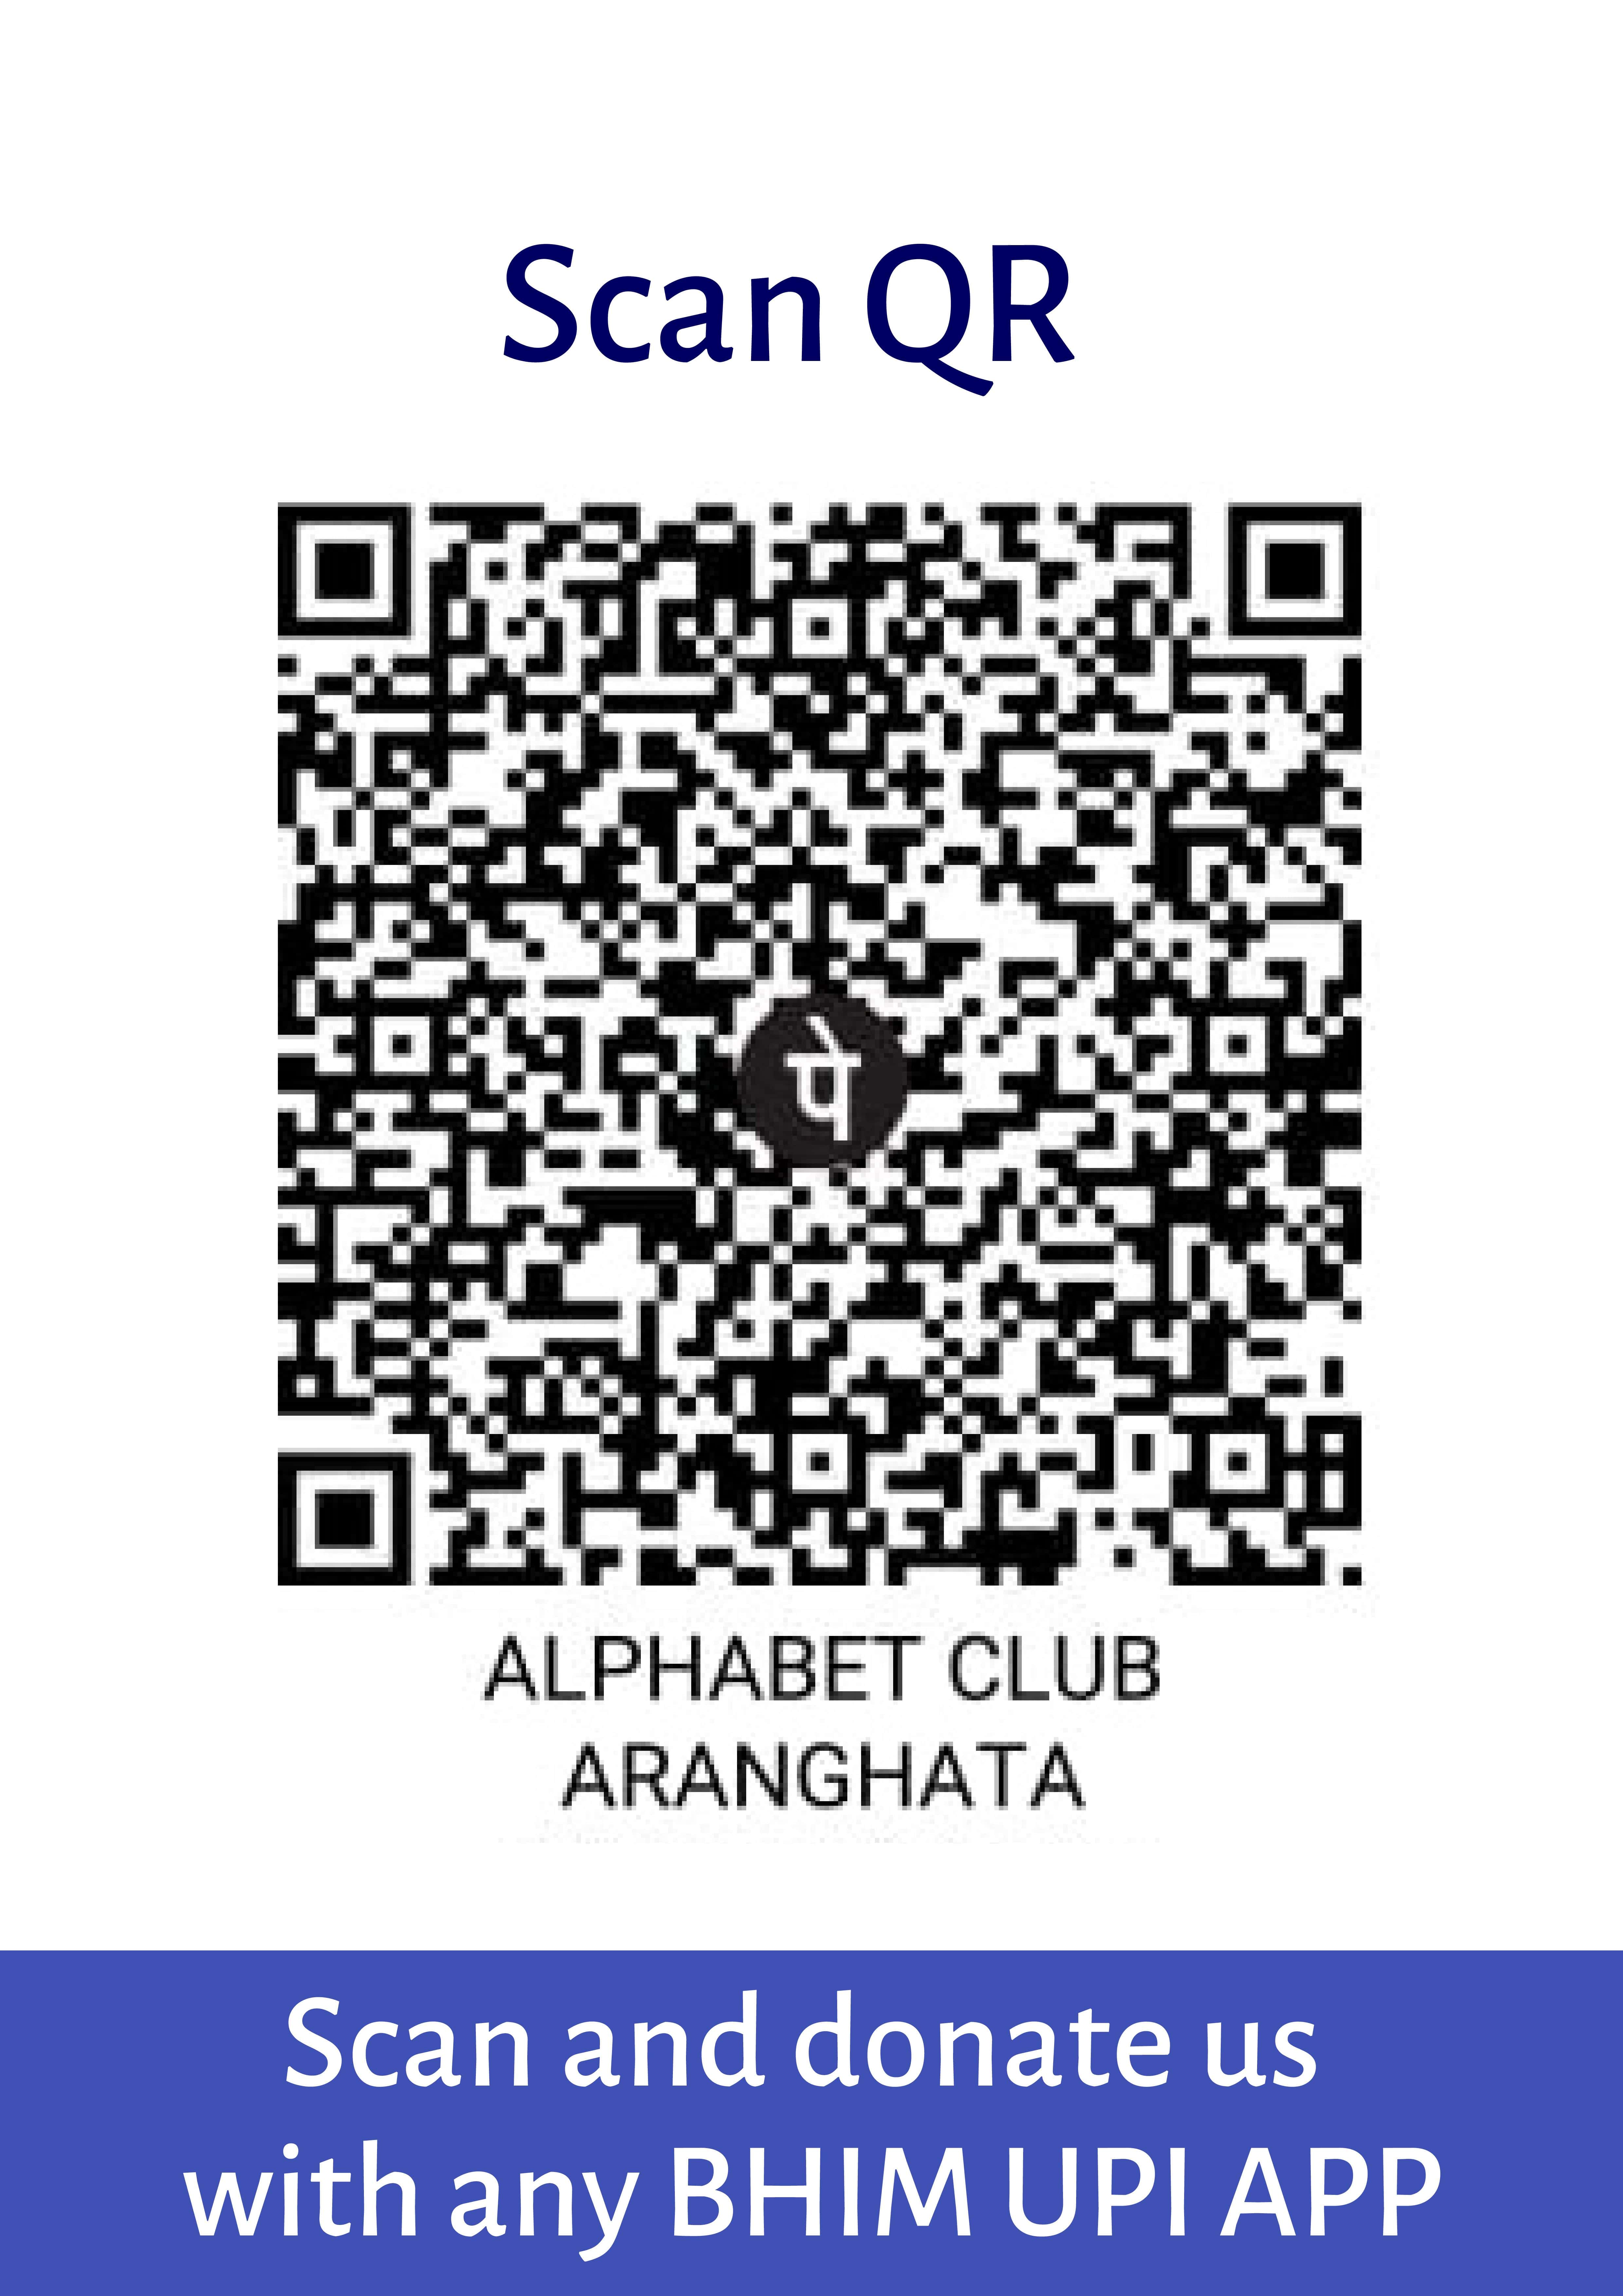 Scan QR
पे
ALPHABET CLUB
ARANGHATA
Scan and donate us
with any BHIM UPI APP